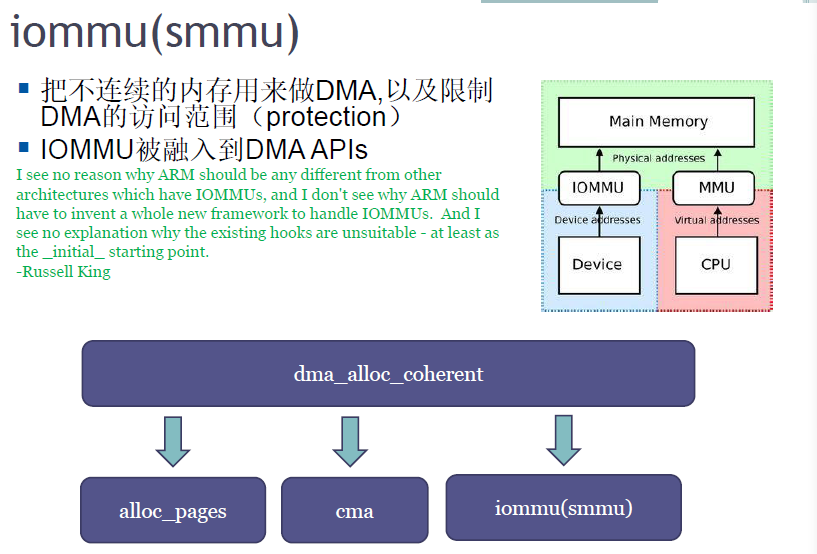 iommu(smmu)
把不连续的内存用来做DMA,以及限制
DMA的访问范围（protection）
IOMMU被融入到DMA APIs
I see no reason why ARM should be any different from other
architectures which have IOMMUs, and I don't see why ARM should
have to invent a whole new framework to handle IOMMUs.  And I
see no explanation why the existing hooks are unsuitable - at least as
the _initial_ starting point.
-Russell King
Main Memory
Physical addresses
IOMMU
MMU
Device addresses
Virtual addresses
Device
CPU
dma_alloc_coherent
alloc_pages
cma
iommu(smmu)